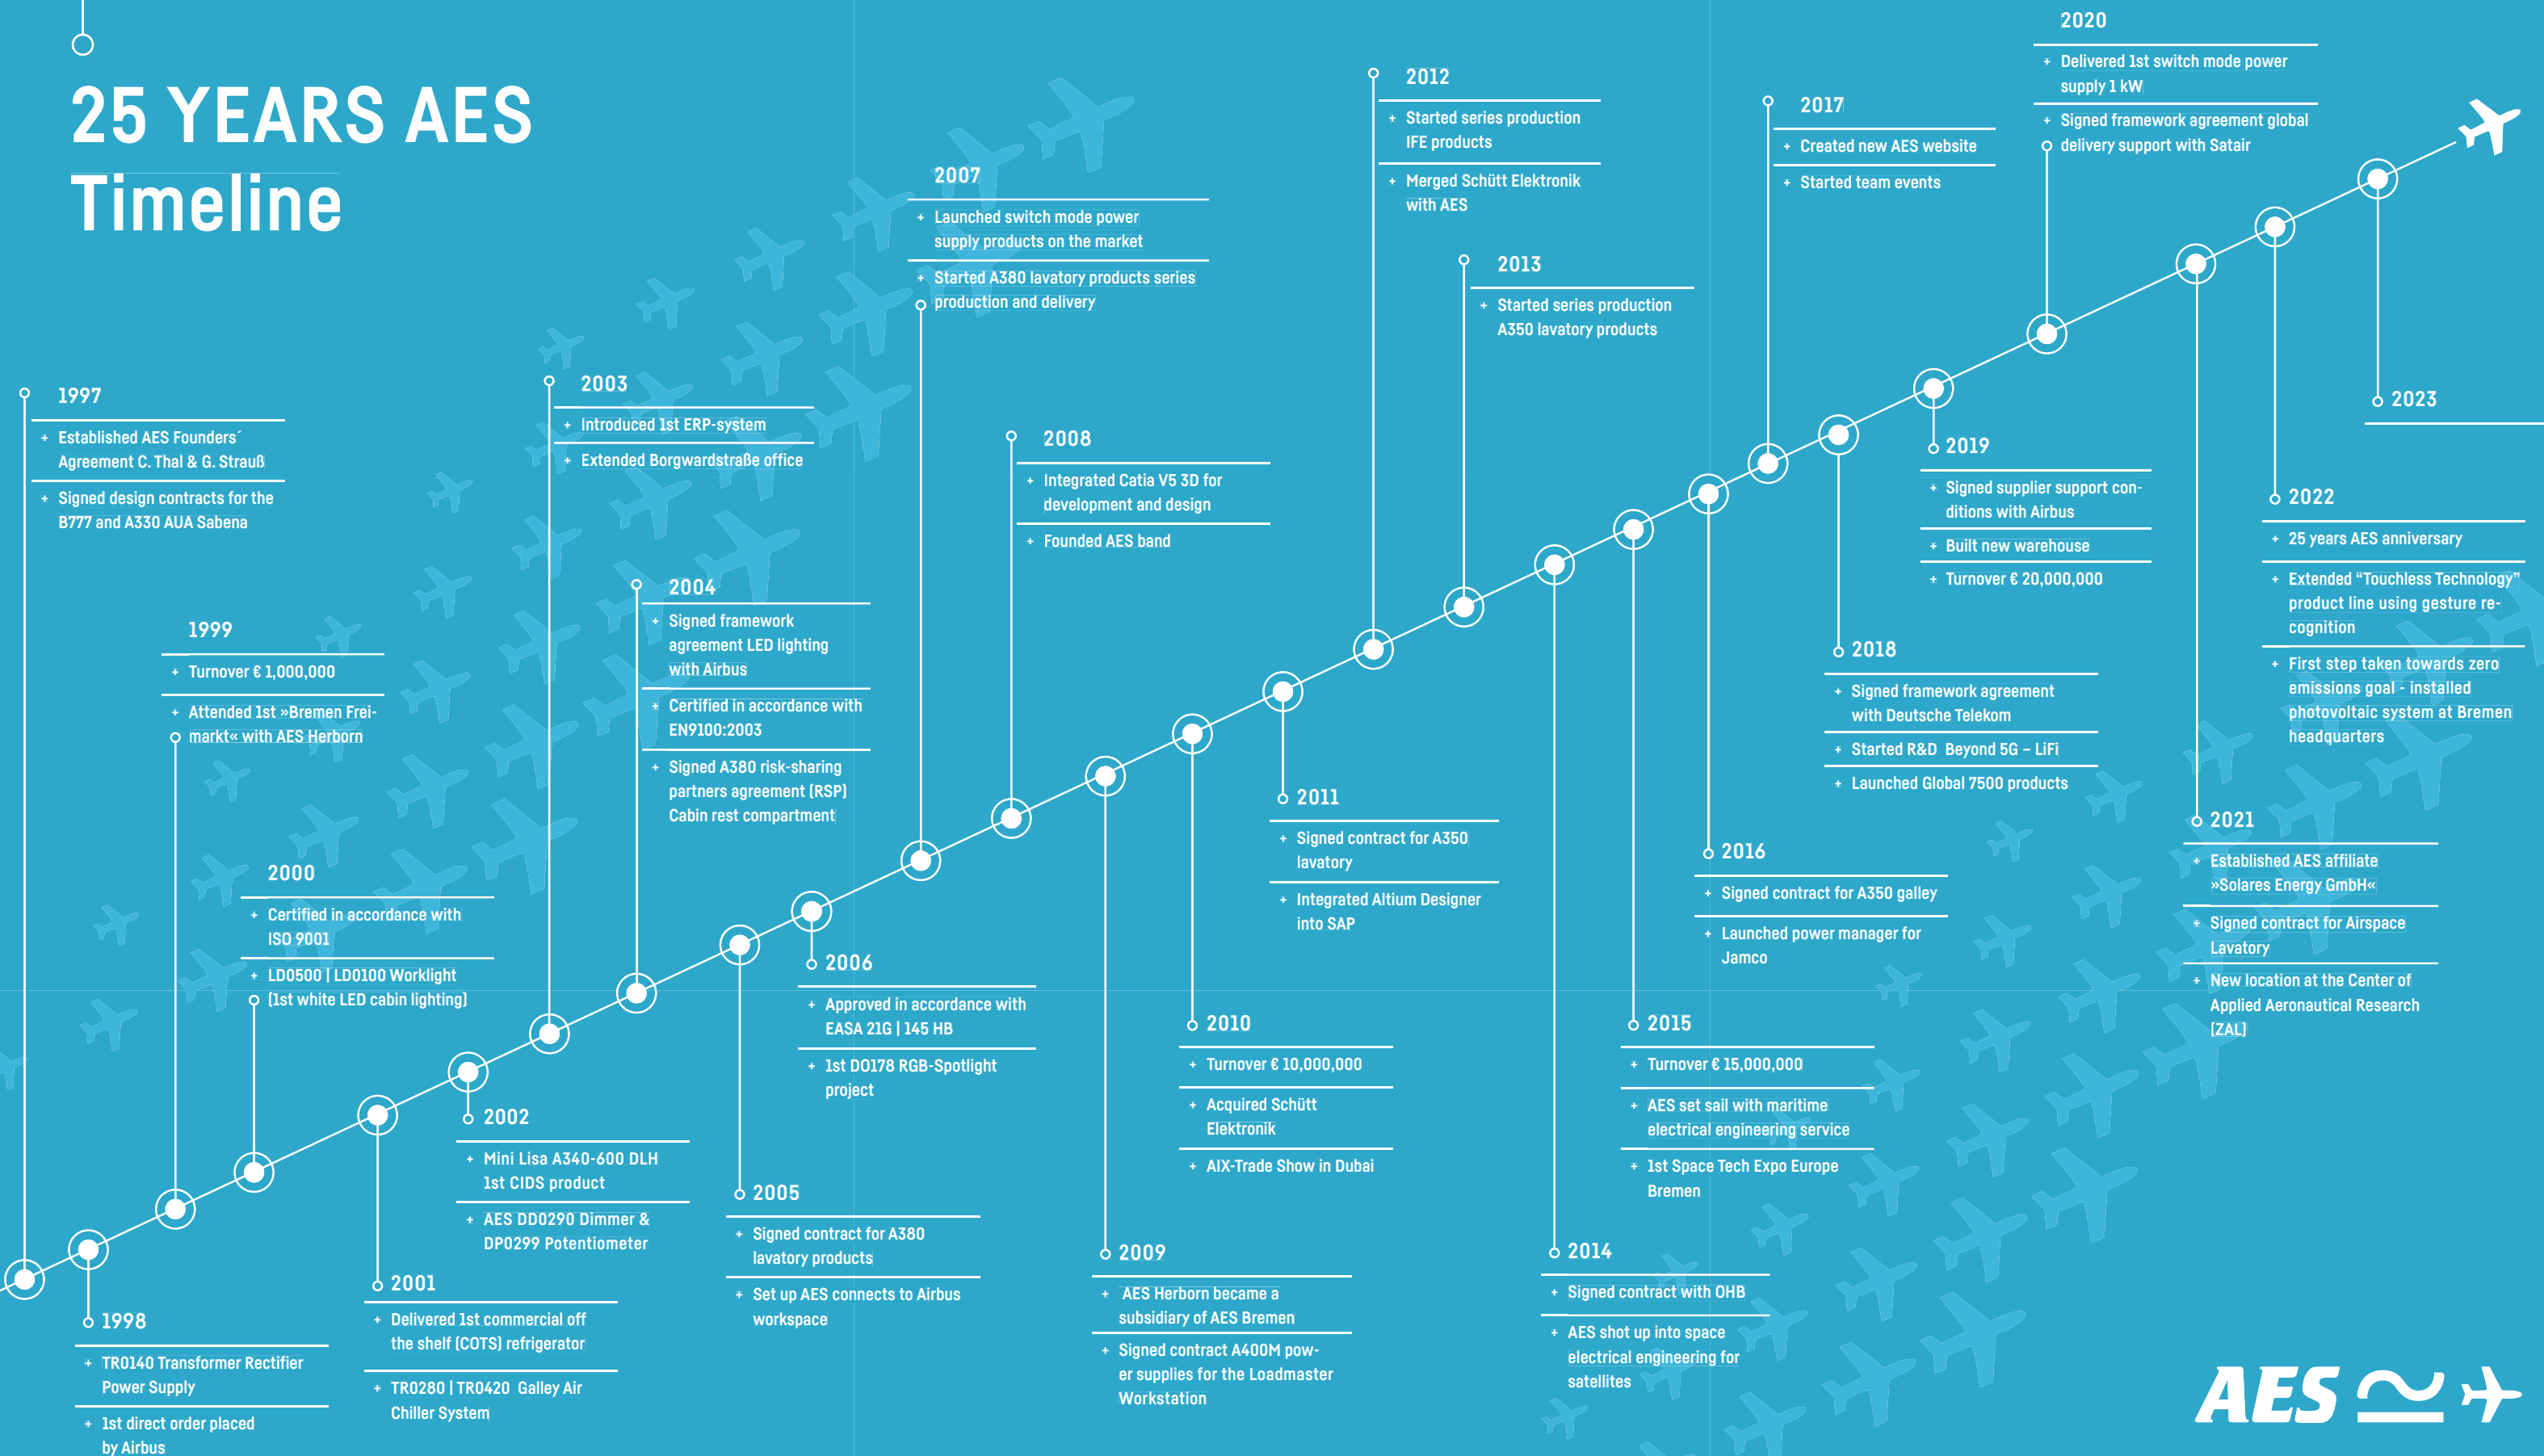 25 YEARS AES
Timeline
1997
+ Established AES Founders´
Agreement C. Thal & G. Strauß
+ Signed design contracts for the
B777 and A330 AUA Sabena
1998
+ TR0140 Transformer Rectifier
Power Supply
+ 1st direct order placed
by Airbus
1999
+ Turnover € 1,000,000
+ Attended 1st »Bremen Frei-
markt« with AES Herborn
2000
+ Certified in accordance with
ISO 9001
+ LD0500 | LD0100 Worklight
(1st white LED cabin lighting)
2001
+ Delivered 1st commercial off
the shelf (COTS) refrigerator
+ TR0280 | TR0420 Galley Air
Chiller System
2002
+ Mini Lisa A340-600 DLH
1st CIDS product
+ AES DD0290 Dimmer &
DP0299 Potentiometer
2003
+ Introduced 1st ERP-system
+ Extended Borgwardstraße office
2004
+ Signed framework
agreement LED lighting
with Airbus
+ Certified in accordance with
EN9100:2003
+ Signed A380 risk-sharing
partners agreement (RSP)
Cabin rest compartment
2005
+ Signed contract for A380
lavatory products
+ Set up AES connects to Airbus
workspace
2006
+ Approved in accordance with
EASA 21G | 145 HB
+ 1st DO178 RGB-Spotlight
project
2007
+ Launched switch mode power
supply products on the market
+ Started A380 lavatory products series
production and delivery
2008
+ Integrated Catia V5 3D for
development and design
+ Founded AES band
2009
+ AES Herborn became a
subsidiary of AES Bremen
+ Signed contract A400M pow-
er supplies for the Loadmaster
Workstation
2010
+ Turnover € 10,000,000
+ Acquired Schütt
Elektronik
+ AIX-Trade Show in Dubai
2011
+ Signed contract for A350
lavatory
+ Integrated Altium Designer
into SAP
2012
+ Started series production
IFE products
+ Merged Schütt Elektronik
with AES
2013
+ Started series production
A350 lavatory products
2014
+ Signed contract with OHB
+ AES shot up into space
electrical engineering for
satellites
2015
+ Turnover € 15,000,000
+ AES set sail with maritime
electrical engineering service
+ 1st Space Tech Expo Europe
Bremen
2016
+ Signed contract for A350 galley
+ Launched power manager for
Jamco
2017
+ Created new AES website
+ Started team events
2018
+ Signed framework agreement
with Deutsche Telekom
+ Started R&D Beyond 5G – LiFi
+ Launched Global 7500 products
2019
+ Signed supplier support con-
ditions with Airbus
+ Built new warehouse
+ Turnover € 20,000,000
2020
+ Delivered 1st switch mode power
supply 1 kW
+ Signed framework agreement global
delivery support with Satair
2021
+ Established AES affiliate
»Solares Energy GmbH«
+ Signed contract for Airspace
Lavatory
+ New location at the Center of
Applied Aeronautical Research
(ZAL)
2022
+ 25 years AES anniversary
+ Extended “Touchless Technology”
product line using gesture re-
cognition
+ First step taken towards zero
emissions goal - installed
photovoltaic system at Bremen
headquarters
2023
AES